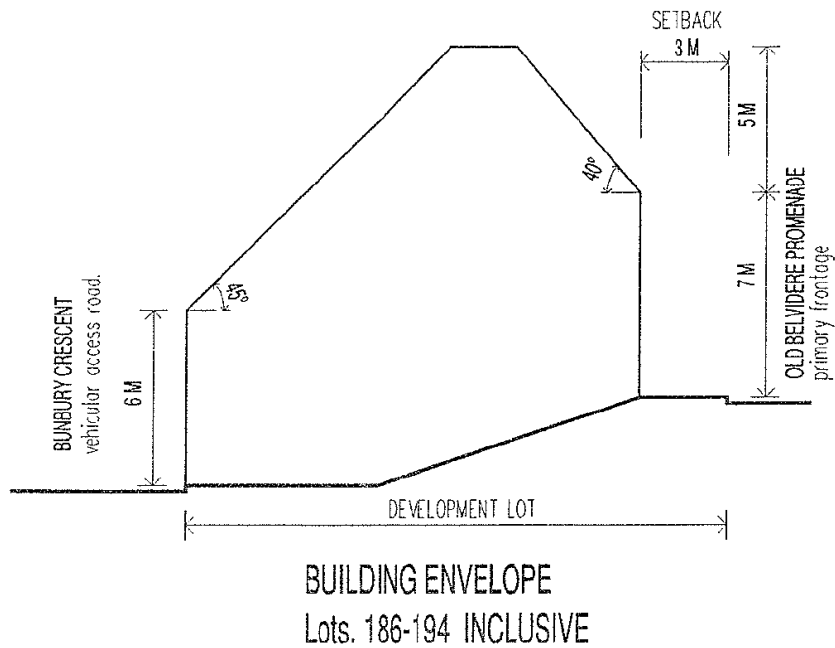 SETBACK
3 M
5 M
40°
7 M
OLD BELVIDERE PROMENADE
primary frontage
45°
BUNBURY CRESCENT
vehicular access road.
6 M
DEVELOPMENT LOT
BUILDING ENVELOPE
Lots. 186-194 INCLUSIVE